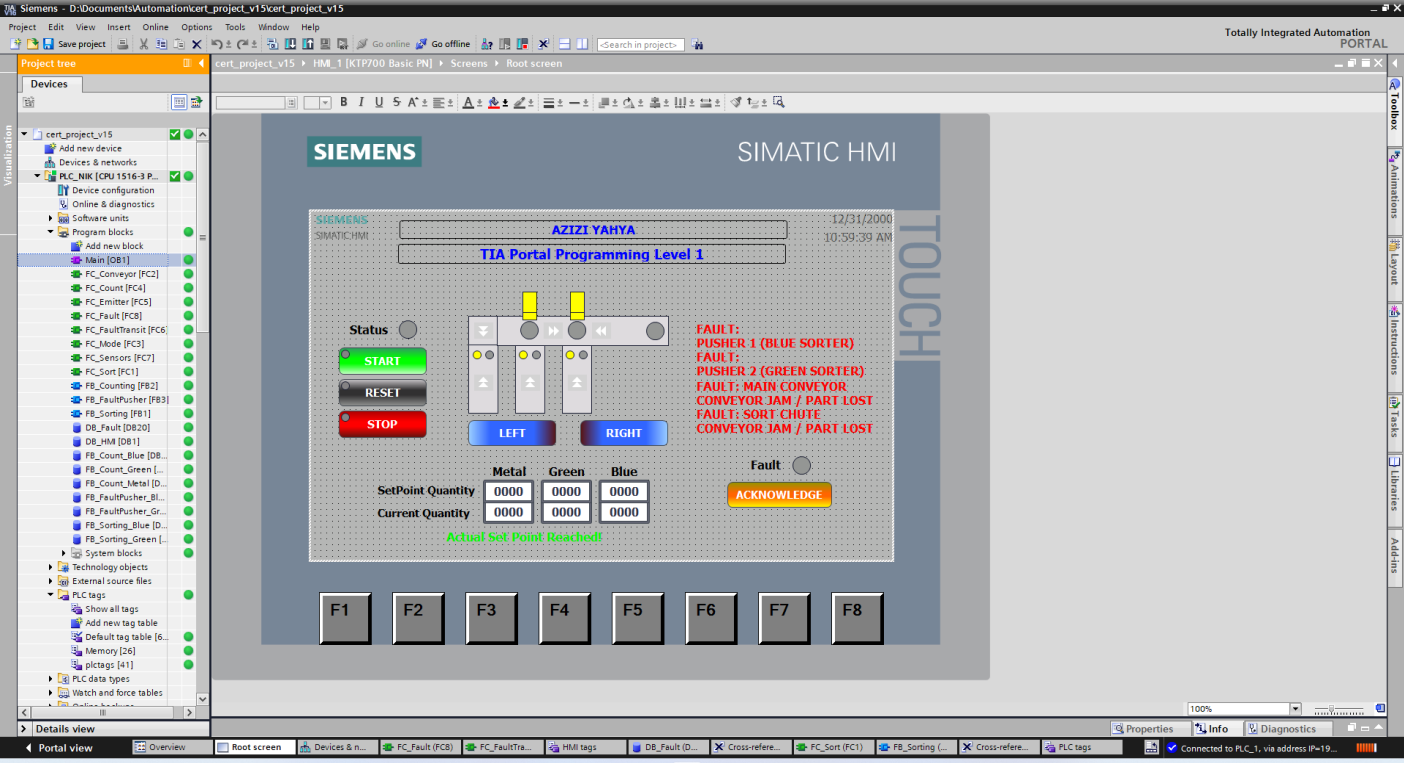 Siemens - D:\Documents\Automation\cert_project_v15\cert_project_v15
Project Edit View Insert Online Options Tools Window Help
Totally Integrated Automation
PORTAL
Save project
Go online
Go offline
<Search in project>
Project tree
cert_project_v15 HMI_1 [KTP700 Basic PN] Screens Root screen
Devices
Visualization
cert_project_v15
Add new device
Devices & networks
PLC_NIK [CPU 1516-3 P...
Device configuration
Online & diagnostics
Software units
Program blocks
Add new block
Main [OB1]
FC_Conveyor [FC2]
FC_Count [FC4]
FC_Emitter [FC5]
FC_Fault [FC8]
FC_FaultTransit [FC6]
FC_Mode [FC3]
FC_Sensors [FC7]
FC_Sort [FC1]
FB_Counting [FB2]
FB_FaultPusher [FB3]
FB_Sorting [FB1]
DB_Fault [DB20]
DB_HMI [DB1]
FB_Count_Blue [DB...
FB_Count_Green [...
FB_Count_Metal [D...
FB_FaultPusher_Bl...
FB_FaultPusher_Gr...
FB_Sorting_Blue [D...
FB_Sorting_Green [...
System blocks
Technology objects
External source files
PLC tags
Show all tags
Add new tag table
Default tag table [6...
Memory [26]
plctags [41]
PLC data types
Watch and force tables
Details view
B I U S A
SIEMENS
SIMATIC HMI
TOUCH
SIEMENS
SIMATIC HMI
12/31/2000
10:59:39 AM
AZIZI YAHYA
TIA Portal Programming Level 1
Status
START
RESET
STOP
LEFT
RIGHT
FAULT:
PUSHER 1 (BLUE SORTER)
FAULT:
PUSHER 2 (GREEN SORTER)
FAULT: MAIN CONVEYOR
CONVEYOR JAM / PART LOST
FAULT: SORT CHUTE
CONVEYOR JAM / PART LOST
Fault
ACKNOWLEDGE
Metal Green Blue
SetPoint Quantity 0000 0000 0000
Current Quantity 0000 0000 0000
Actual Set Point Reached!
F1 F2 F3 F4 F5 F6 F7 F8
Toolbox
Animations
Layout
Instructions
Tasks
Libraries
Add-ins
100%
Properties
Info
Diagnostics
Portal view
Overview
Root screen
Devices & n...
FC_Fault (FC8)
FC_FaultTra...
HMI tags
DB_Fault (D...
Cross-refere...
FC_Sort (FC1)
FB_Sorting (...
Cross-refere...
PLC tags
Connected to PLC_1, via address IP=19...